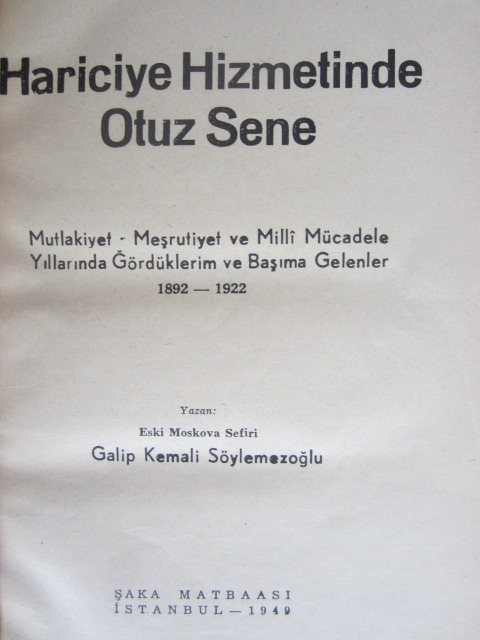 Hariciye Hizmetinde
Otuz Sene
Mutlakiyet - Meşrutiyet ve Millî Mücadele
Yıllarında Gördüklerim ve Başıma Gelenler
1892 — 1922
Yazan:
Eski Moskova Sefiri
Galip Kemali Söylemezoğlu
ŞAKA MATBAASI
İSTANBUL — 1949